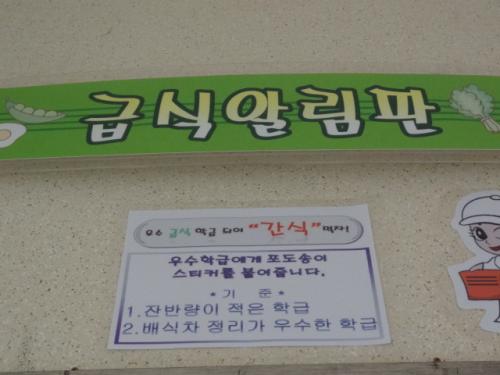 급식알림판
우수 급식 학급 되어 "간식" 먹자!
우수학급에게 포도송이
스티커를 붙여줍니다.
* 기 준 *
1.잔반량이 적은 학급
2.배식차 정리가 우수한 학급